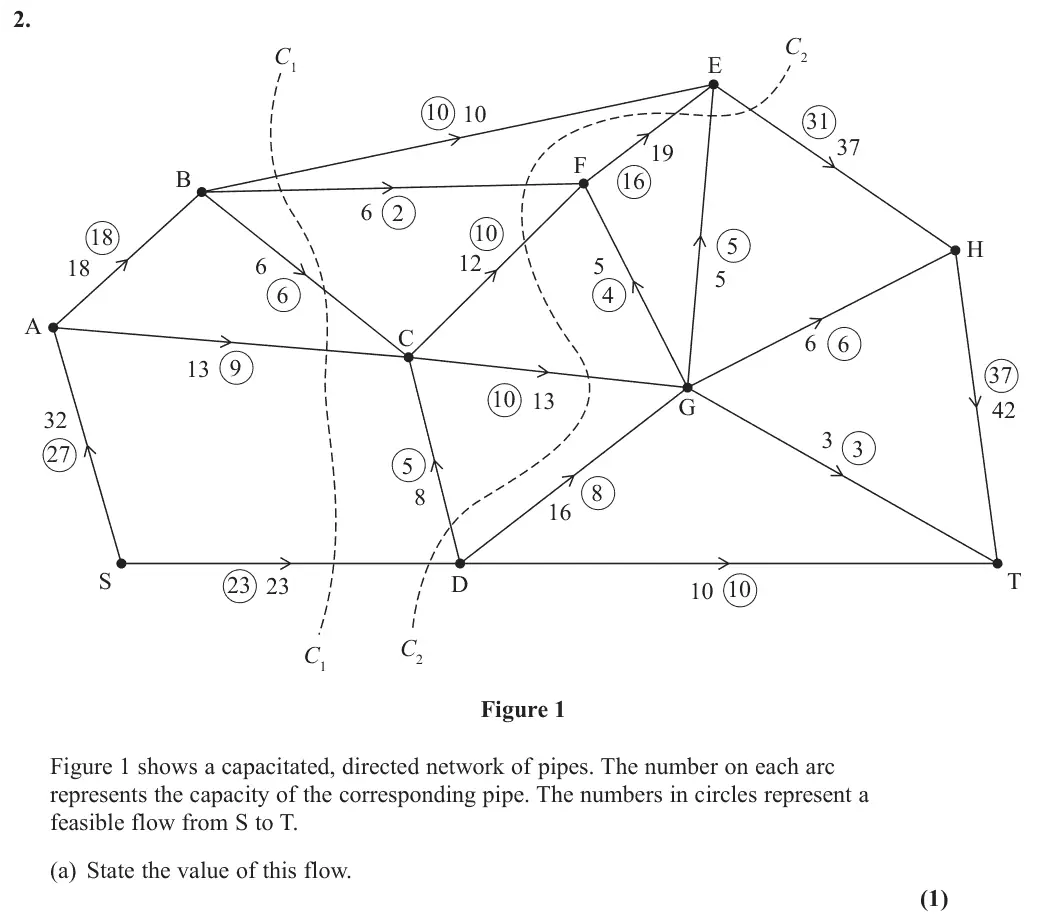 2.
C₁
C₂
E
10 10
31
37
B
F
19
16
6 2
18
18
10
12
6
6
5
4
5
5
H
A
C
13 9
6 6
10 13
G
37
42
32
27
5
8
3 3
16 8
S
23 23
D
10 10
T
C₁
C₂
Figure 1
Figure 1 shows a capacitated, directed network of pipes. The number on each arc
represents the capacity of the corresponding pipe. The numbers in circles represent a
feasible flow from S to T.
(a) State the value of this flow.
(1)